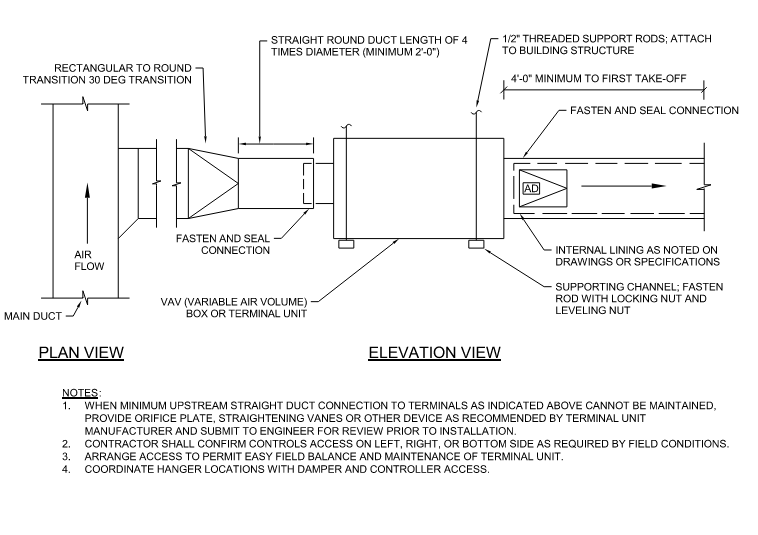 STRAIGHT ROUND DUCT LENGTH OF 4
TIMES DIAMETER (MINIMUM 2'-0")
1/2" THREADED SUPPORT RODS; ATTACH
TO BUILDING STRUCTURE
RECTANGULAR TO ROUND
TRANSITION 30 DEG TRANSITION
4'-0" MINIMUM TO FIRST TAKE-OFF
FASTEN AND SEAL CONNECTION
AD
AIR
FLOW
FASTEN AND SEAL
CONNECTION
INTERNAL LINING AS NOTED ON
DRAWINGS OR SPECIFICATIONS
SUPPORTING CHANNEL; FASTEN
ROD WITH LOCKING NUT AND
LEVELING NUT
VAV (VARIABLE AIR VOLUME)
BOX OR TERMINAL UNIT
MAIN DUCT
PLAN VIEW
ELEVATION VIEW
NOTES:
1. WHEN MINIMUM UPSTREAM STRAIGHT DUCT CONNECTION TO TERMINALS AS INDICATED ABOVE CANNOT BE MAINTAINED,
PROVIDE ORIFICE PLATE, STRAIGHTENING VANES OR OTHER DEVICE AS RECOMMENDED BY TERMINAL UNIT
MANUFACTURER AND SUBMIT TO ENGINEER FOR REVIEW PRIOR TO INSTALLATION.
2. CONTRACTOR SHALL CONFIRM CONTROLS ACCESS ON LEFT, RIGHT, OR BOTTOM SIDE AS REQUIRED BY FIELD CONDITIONS.
3. ARRANGE ACCESS TO PERMIT EASY FIELD BALANCE AND MAINTENANCE OF TERMINAL UNIT.
4. COORDINATE HANGER LOCATIONS WITH DAMPER AND CONTROLLER ACCESS.